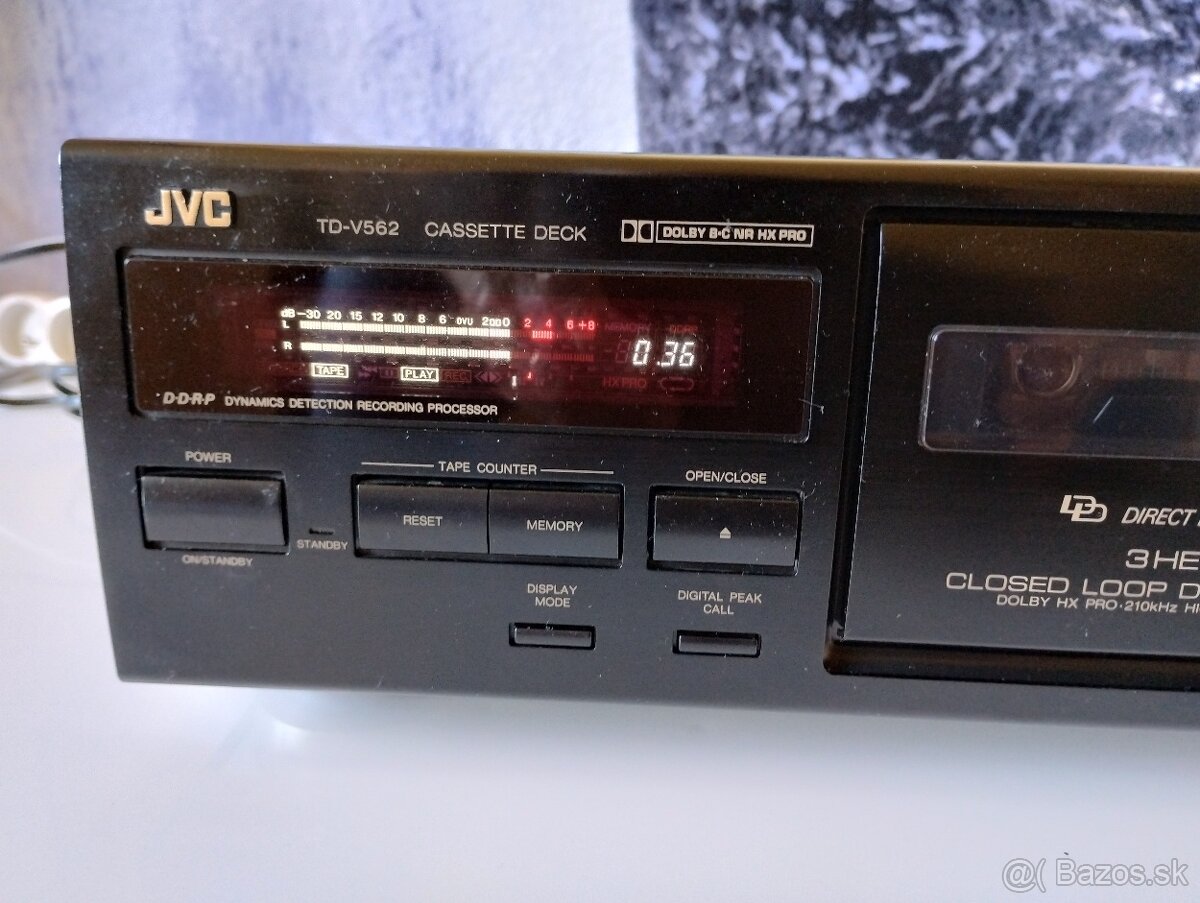 JVC
TD-V562 CASSETTE DECK DOLBY B·C NR HX PRO
dB -30 20 15 12 10 8 6 0VU 2 0 2 4 6 +8
L
R
MEMORY DDRP
0.36
TAPE PLAY REC
HX PRO
D·D·R·P DYNAMICS DETECTION RECORDING PROCESSOR
POWER
ON/STANDBY
STANDBY
TAPE COUNTER
RESET
MEMORY
OPEN/CLOSE
DISPLAY
MODE
DIGITAL PEAK
CALL
DIRECT
3 HE
CLOSED LOOP D
DOLBY HX PRO·210kHz HI
@( Bazos.sk